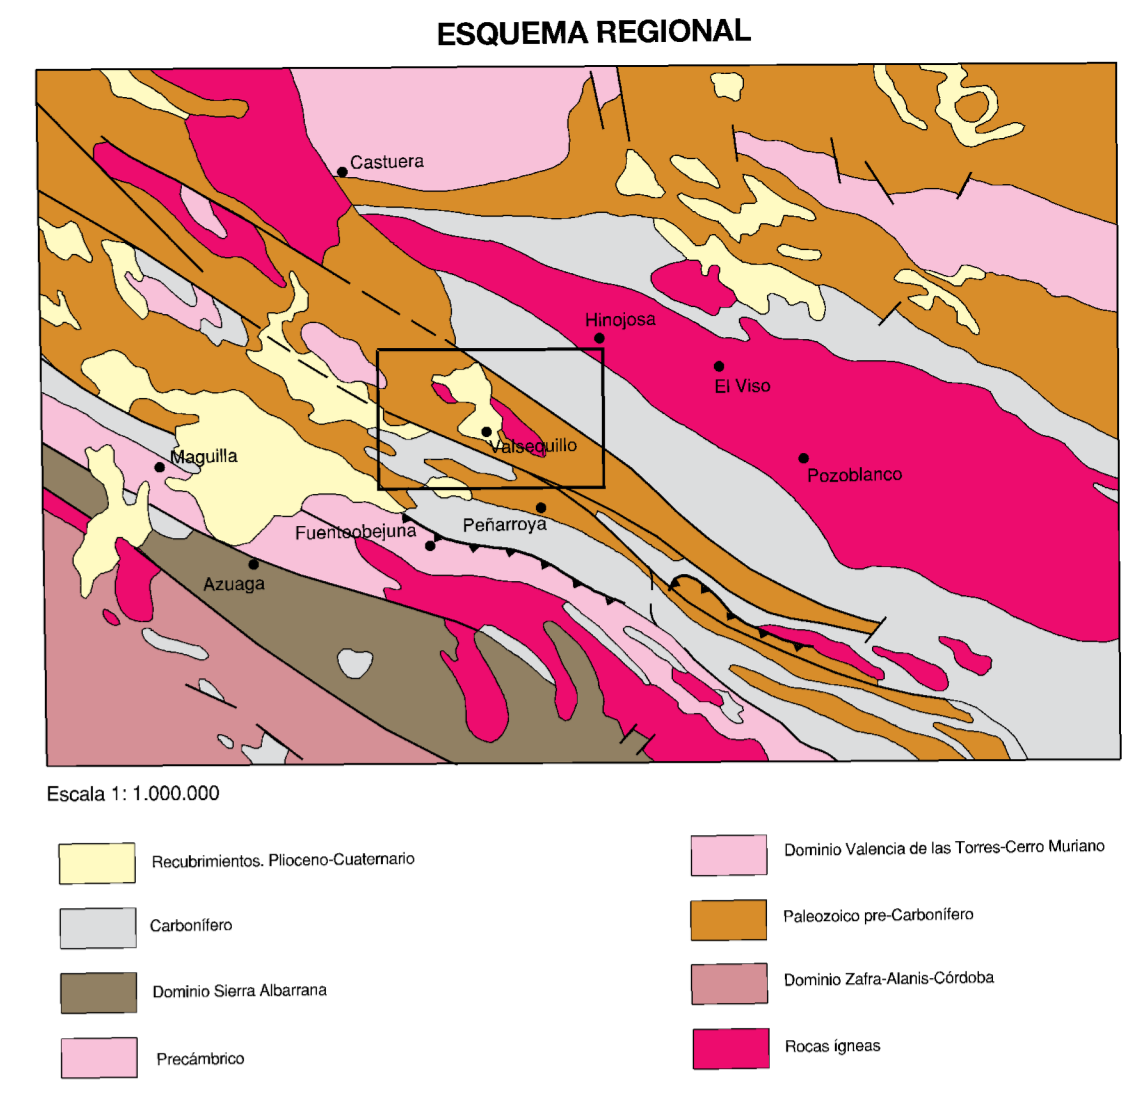 ESQUEMA REGIONAL
Castuera
Hinojosa
El Viso
Valsequillo
Maguilla
Pozoblanco
Peñarroya
Fuenteobejuna
Azuaga
Escala 1: 1.000.000
Recubrimientos. Plioceno-Cuaternario
Carbonífero
Dominio Sierra Albarrana
Precámbrico
Dominio Valencia de las Torres-Cerro Muriano
Paleozoico pre-Carbonífero
Dominio Zafra-Alanis-Córdoba
Rocas ígneas